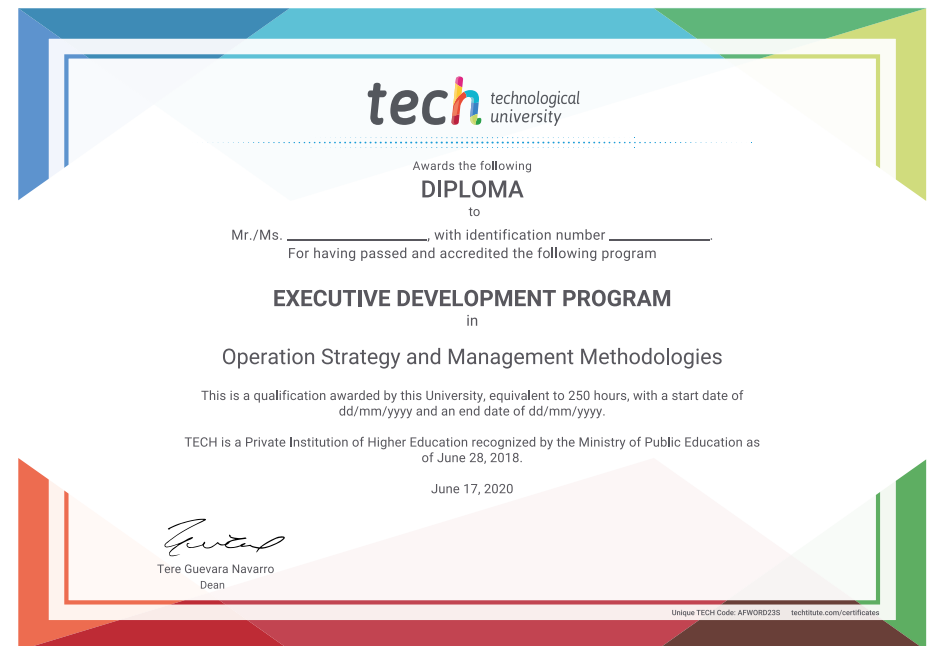 tech technological
university
Awards the following
DIPLOMA
to
Mr./Ms. ____________________, with identification number ______________.
For having passed and accredited the following program
EXECUTIVE DEVELOPMENT PROGRAM
in
Operation Strategy and Management Methodologies
This is a qualification awarded by this University, equivalent to 250 hours, with a start date of
dd/mm/yyyy and an end date of dd/mm/yyyy.
TECH is a Private Institution of Higher Education recognized by the Ministry of Public Education as
of June 28, 2018.
June 17, 2020
Tere Guevara Navarro
Dean
Unique TECH Code: AFWORD23S techtitute.com/certificates